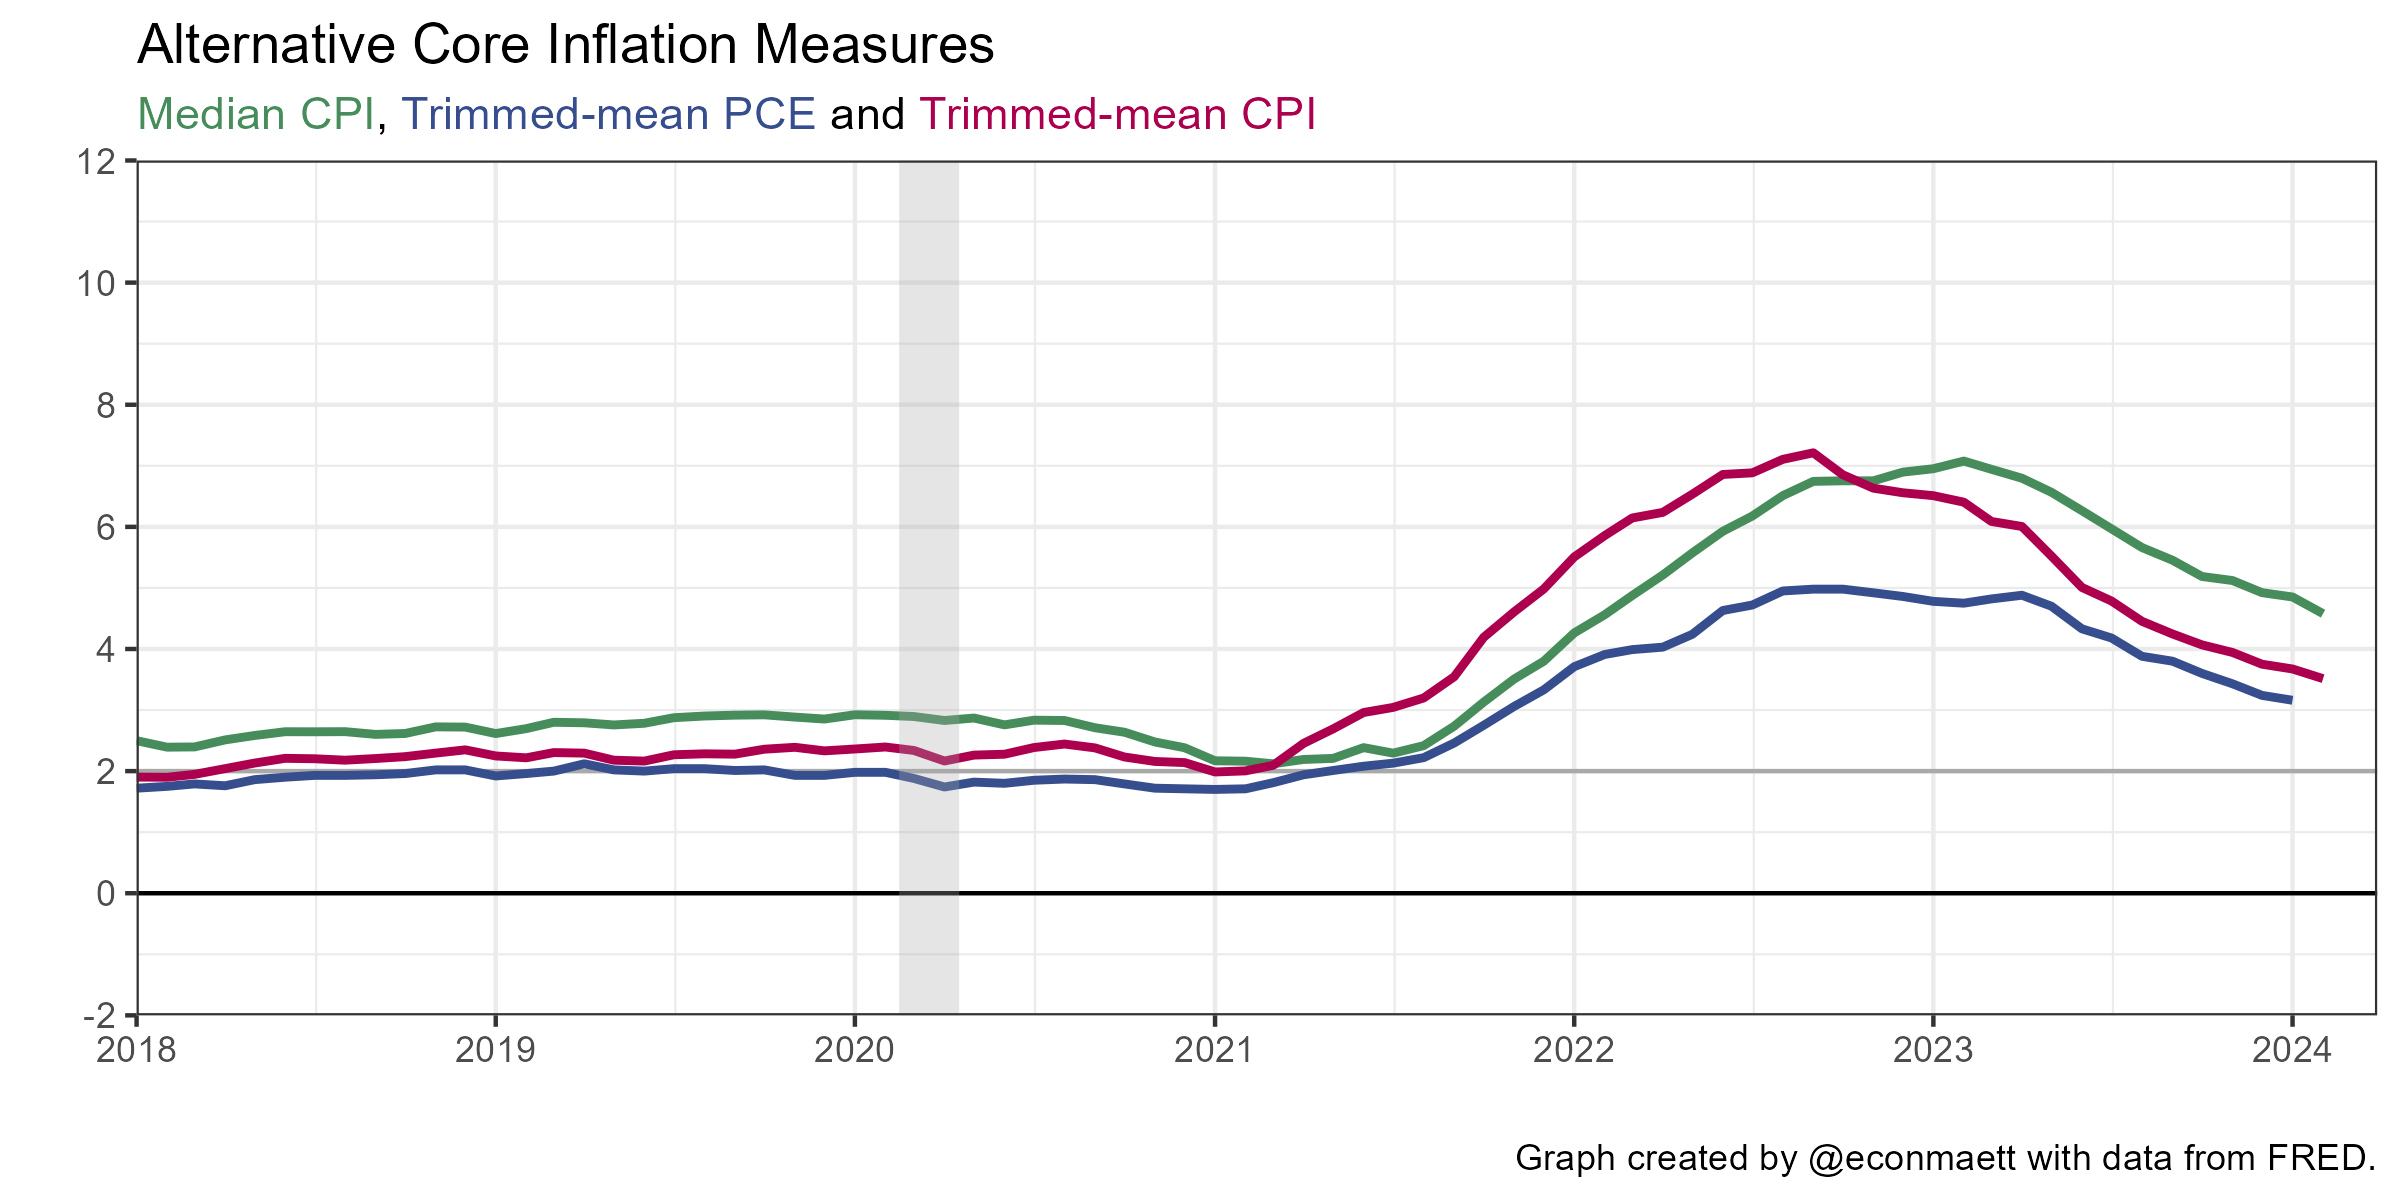 Alternative Core Inflation Measures
Median CPI, Trimmed-mean PCE and Trimmed-mean CPI
12
10
8
6
4
2
0
-2
2018 2019 2020 2021 2022 2023 2024
Graph created by @econmaett with data from FRED.